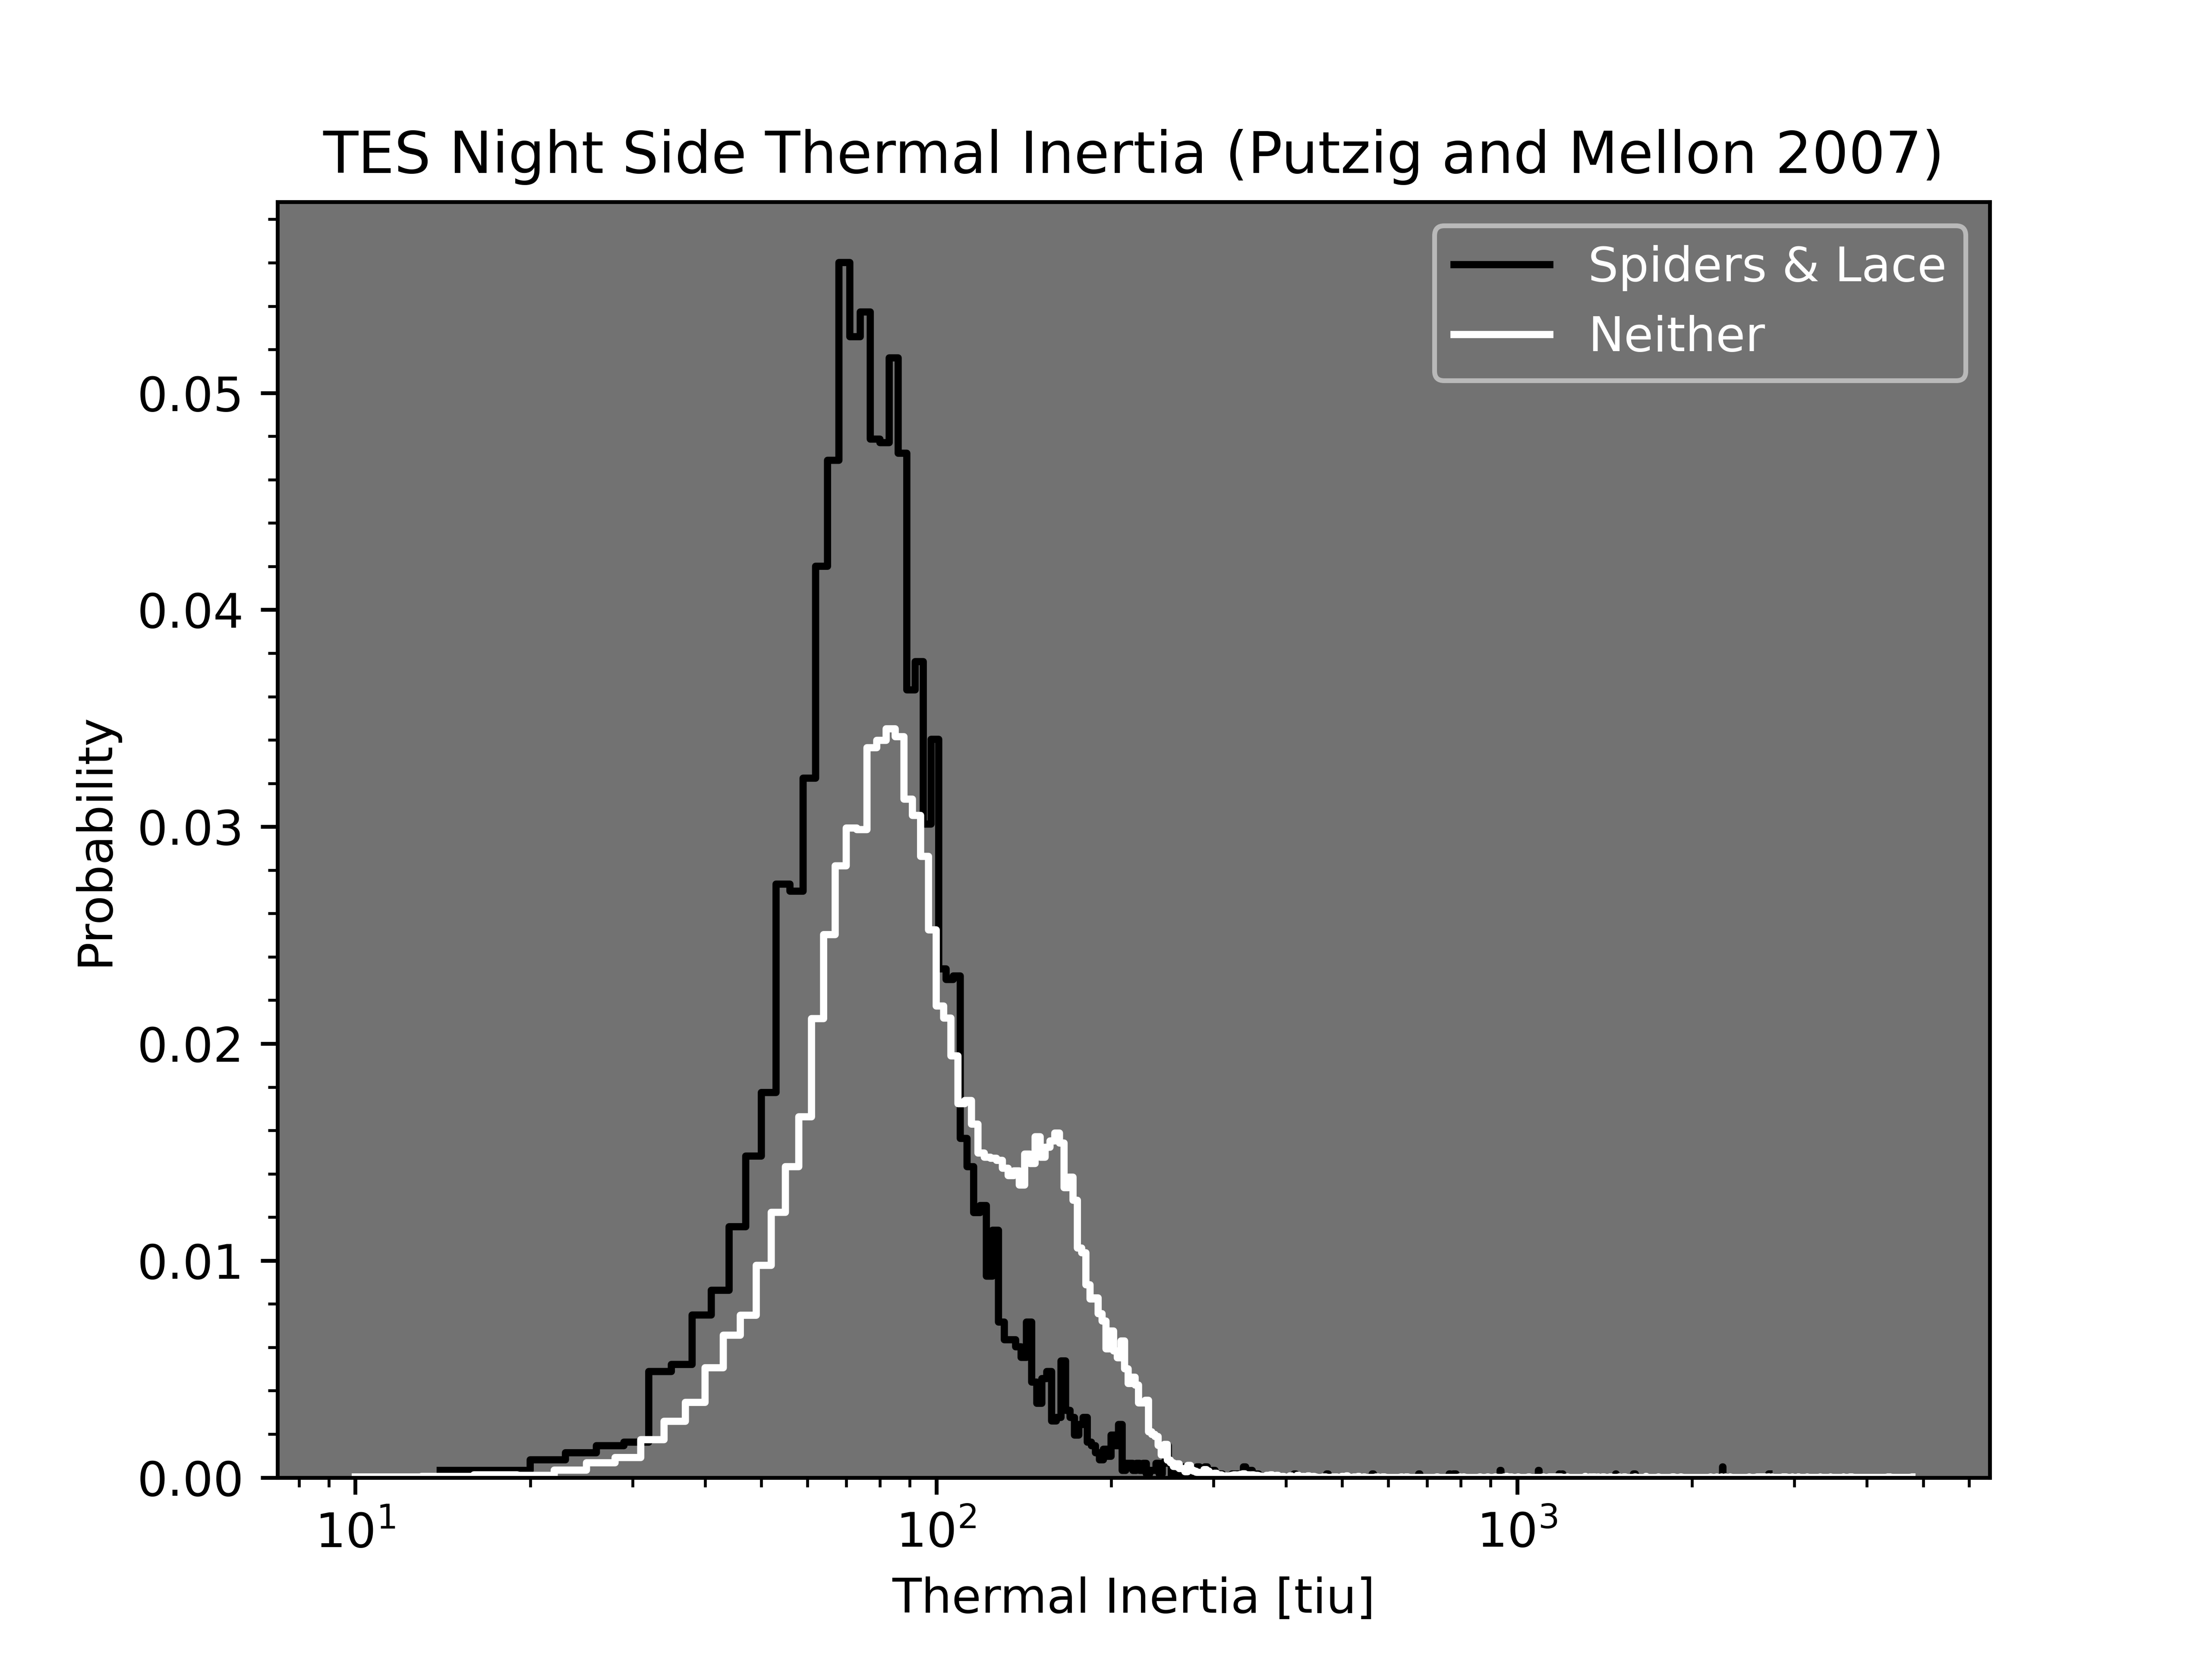 TES Night Side Thermal Inertia (Putzig and Mellon 2007)
Spiders & Lace
Neither
0.05
0.04
0.03
0.02
0.01
0.00
Probability
10¹
10²
10³
Thermal Inertia [tiu]